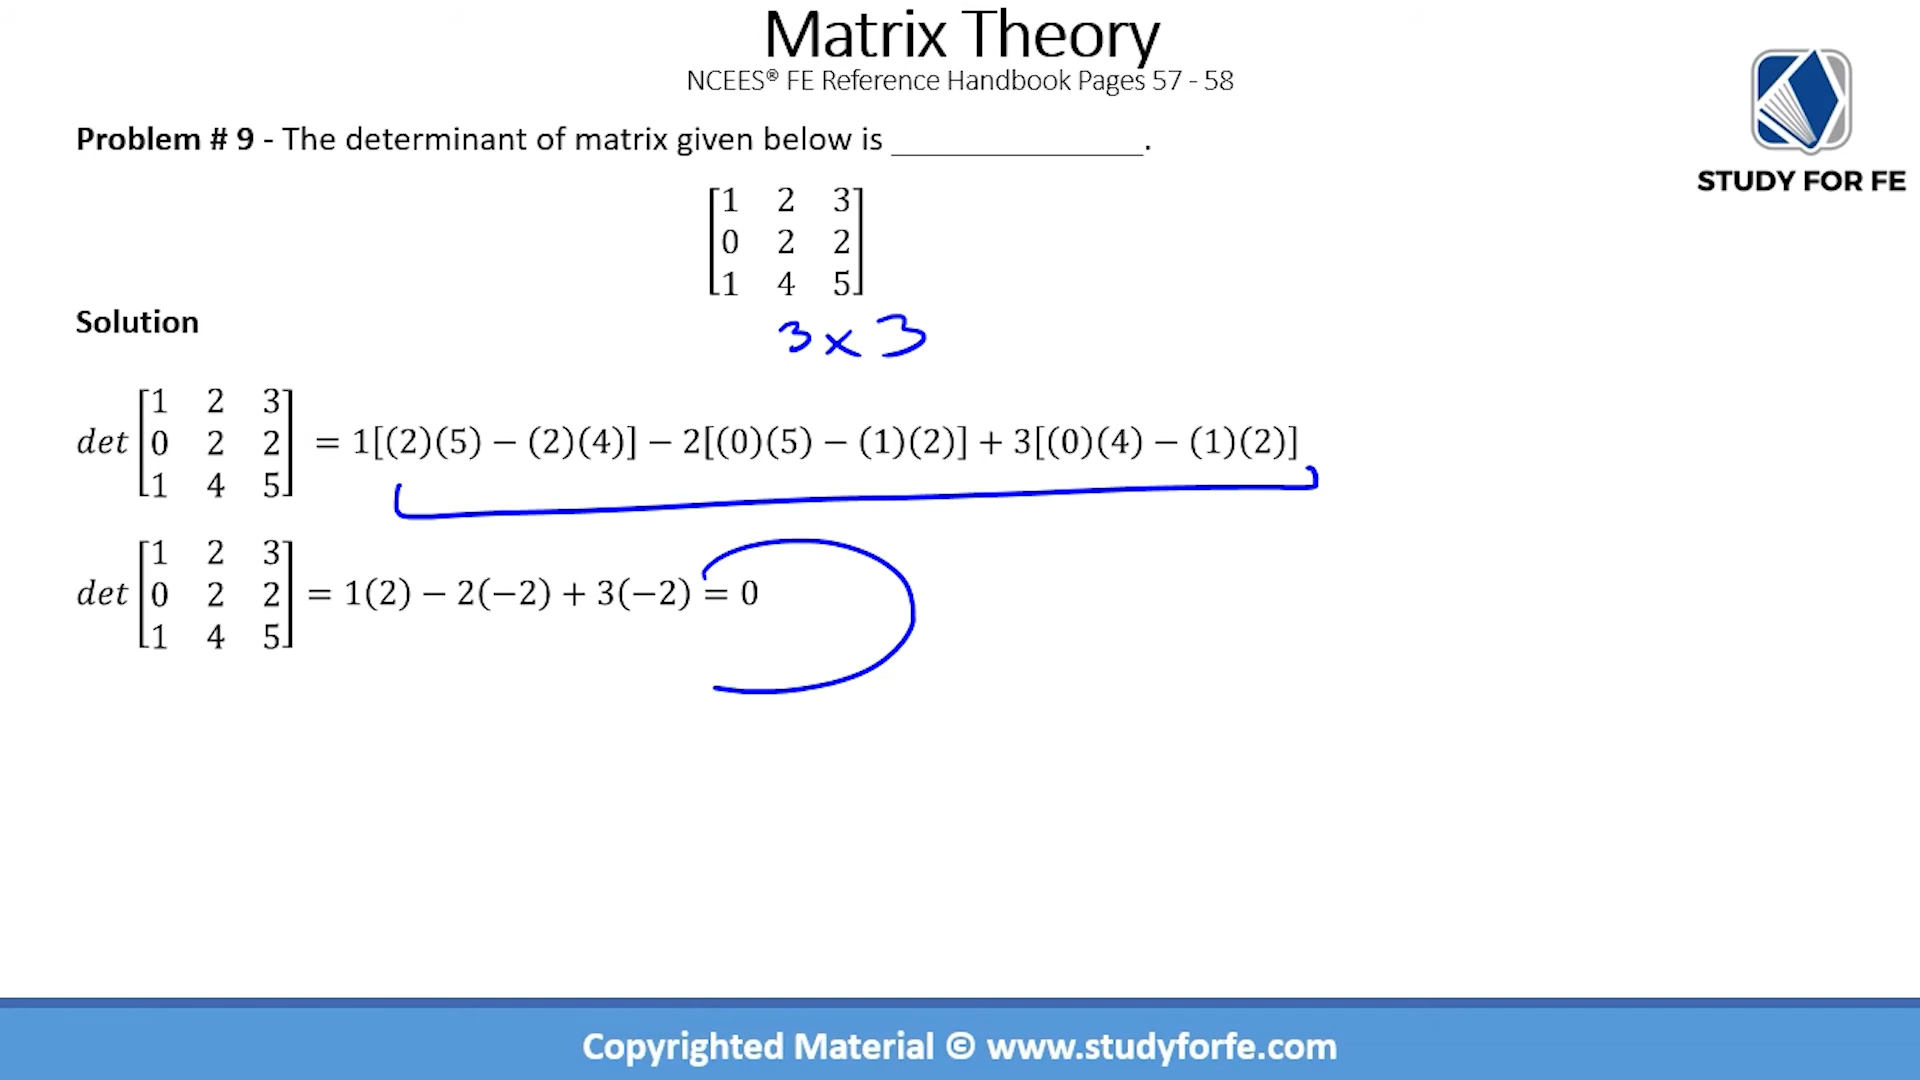 Matrix Theory
NCEES® FE Reference Handbook Pages 57 - 58
STUDY FOR FE
Problem # 9 - The determinant of matrix given below is _______________.
[1 2 3]
[0 2 2]
[1 4 5]
3 × 3
Solution
det [1 2 3; 0 2 2; 1 4 5] = 1[(2)(5) − (2)(4)] − 2[(0)(5) − (1)(2)] + 3[(0)(4) − (1)(2)]
det [1 2 3; 0 2 2; 1 4 5] = 1(2) − 2(−2) + 3(−2) = 0
Copyrighted Material © www.studyforfe.com